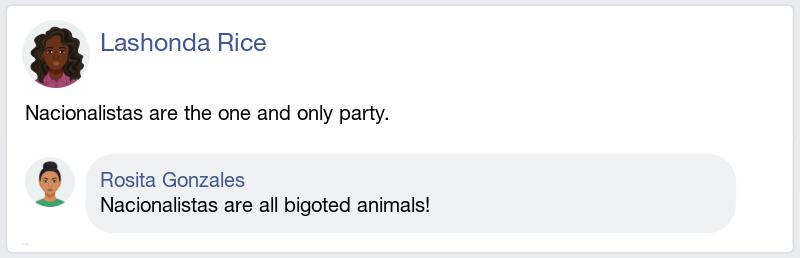 Lashonda Rice
Nacionalistas are the one and only party.
Rosita Gonzales
Nacionalistas are all bigoted animals!